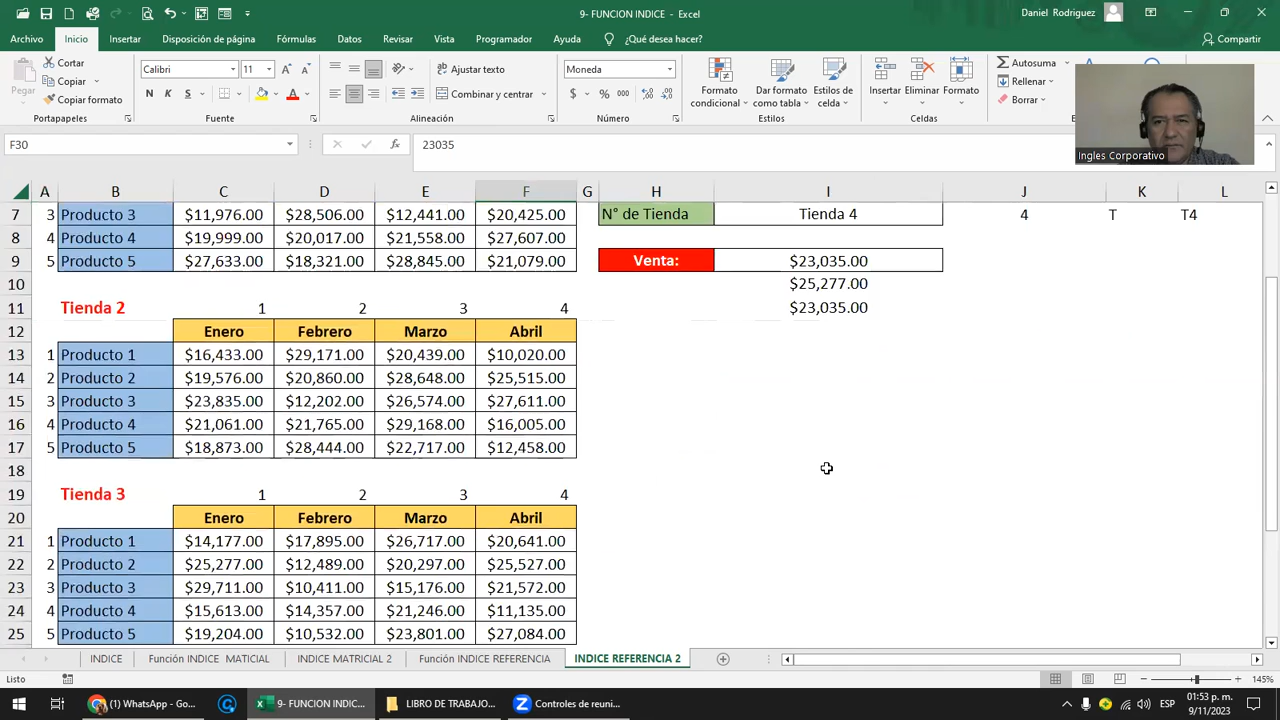 9- FUNCION INDICE - Excel
Daniel Rodriguez
Archivo Inicio Insertar Disposición de página Fórmulas Datos Revisar Vista Programador Ayuda ¿Qué desea hacer? Compartir
Pegar
Cortar
Copiar
Copiar formato
Portapapeles
Calibri 11
N K S
Fuente
Ajustar texto
Combinar y centrar
Alineación
Moneda
$ % 000
Número
Formato condicional
Dar formato como tabla
Estilos de celda
Estilos
Insertar Eliminar Formato
Celdas
Autosuma
Rellenar
Borrar
Ingles Corporativo
F30 fx 23035
A B C D E F G H I J K L
7 3 Producto 3 $11,976.00 $28,506.00 $12,441.00 $20,425.00 N° de Tienda Tienda 4 4 T T4
8 4 Producto 4 $19,999.00 $20,017.00 $21,558.00 $27,607.00
9 5 Producto 5 $27,633.00 $18,321.00 $28,845.00 $21,079.00 Venta: $23,035.00
10 $25,277.00
11 Tienda 2 1 2 3 4 $23,035.00
12 Enero Febrero Marzo Abril
13 1 Producto 1 $16,433.00 $29,171.00 $20,439.00 $10,020.00
14 2 Producto 2 $19,576.00 $20,860.00 $28,648.00 $25,515.00
15 3 Producto 3 $23,835.00 $12,202.00 $26,574.00 $27,611.00
16 4 Producto 4 $21,061.00 $21,765.00 $29,168.00 $16,005.00
17 5 Producto 5 $18,873.00 $28,444.00 $22,717.00 $12,458.00
18
19 Tienda 3 1 2 3 4
20 Enero Febrero Marzo Abril
21 1 Producto 1 $14,177.00 $17,895.00 $26,717.00 $20,641.00
22 2 Producto 2 $25,277.00 $12,489.00 $20,297.00 $25,527.00
23 3 Producto 3 $29,711.00 $10,411.00 $15,176.00 $21,572.00
24 4 Producto 4 $15,613.00 $14,357.00 $21,246.00 $11,135.00
25 5 Producto 5 $19,204.00 $10,532.00 $23,801.00 $27,084.00
INDICE Función INDICE MATICIAL INDICE MATRICIAL 2 Función INDICE REFERENCIA INDICE REFERENCIA 2
Listo 145%
(1) WhatsApp - Go... 9- FUNCION INDIC... LIBRO DE TRABAJO... Controles de reuni... ESP 01:53 p. m.
9/11/2023